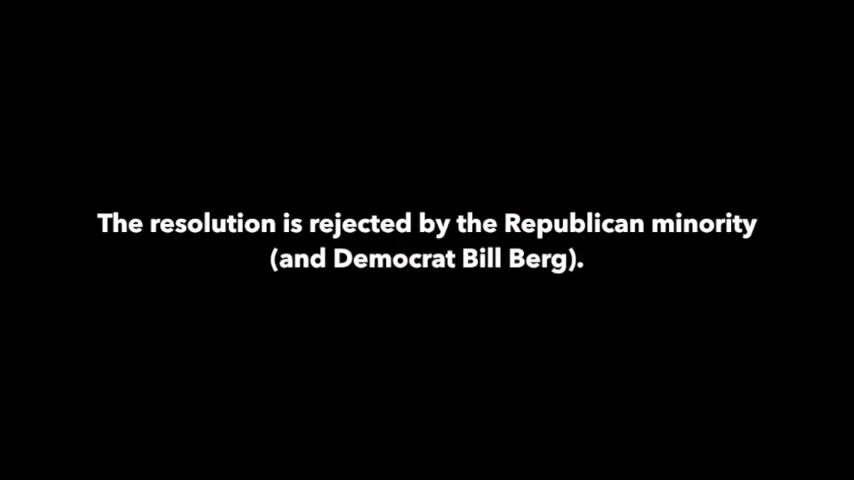 The resolution is rejected by the Republican minority
(and Democrat Bill Berg).